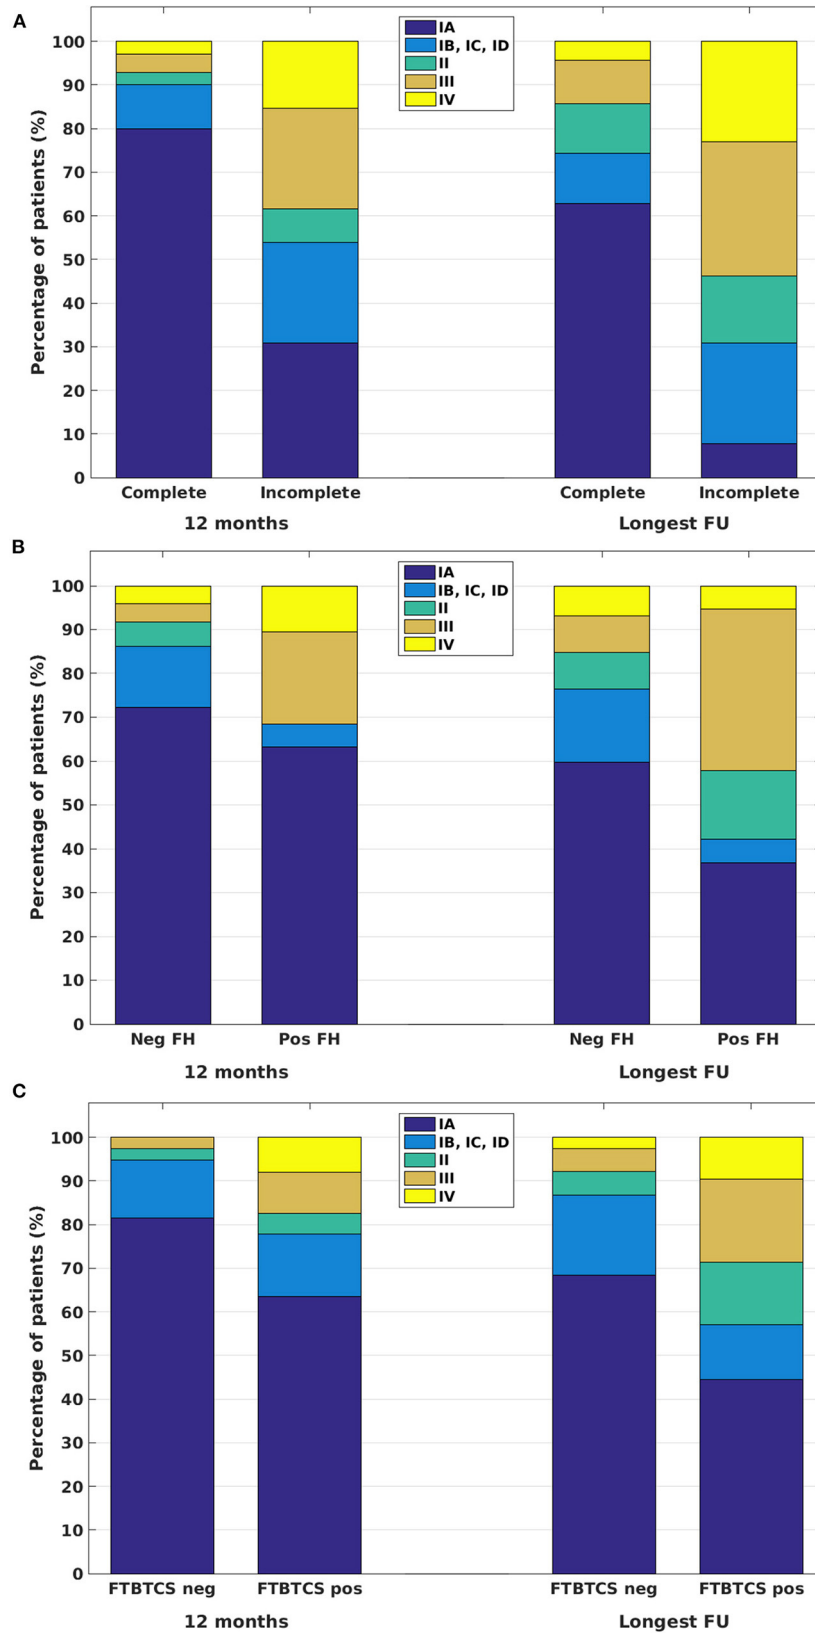 A
IA
IB, IC, ID
II
III
IV
100
90
80
70
60
50
40
30
20
10
0
Percentage of patients (%)
Complete Incomplete Complete Incomplete
12 months Longest FU
B
IA
IB, IC, ID
II
III
IV
100
90
80
70
60
50
40
30
20
10
0
Percentage of patients (%)
Neg FH Pos FH Neg FH Pos FH
12 months Longest FU
C
IA
IB, IC, ID
II
III
IV
100
90
80
70
60
50
40
30
20
10
0
Percentage of patients (%)
FTBTCS neg FTBTCS pos FTBTCS neg FTBTCS pos
12 months Longest FU